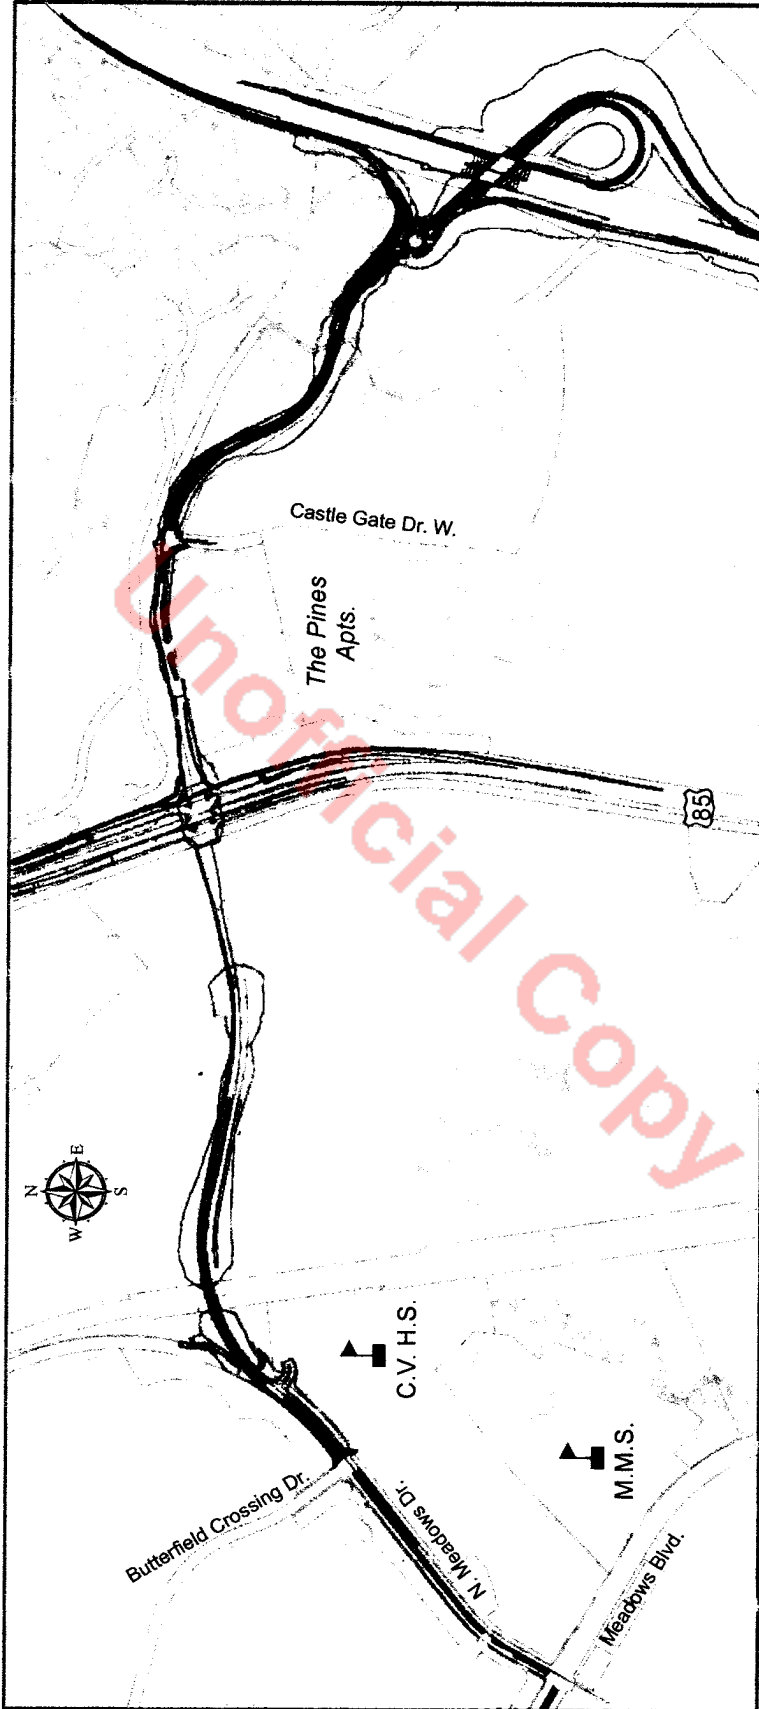 Castle Gate Dr. W.
The Pines
Apts.
85
N
E
W
S
C.V. H.S.
M.M.S.
Butterfield Crossing Dr.
N. Meadows Dr.
Meadows Blvd.
Unofficial Copy